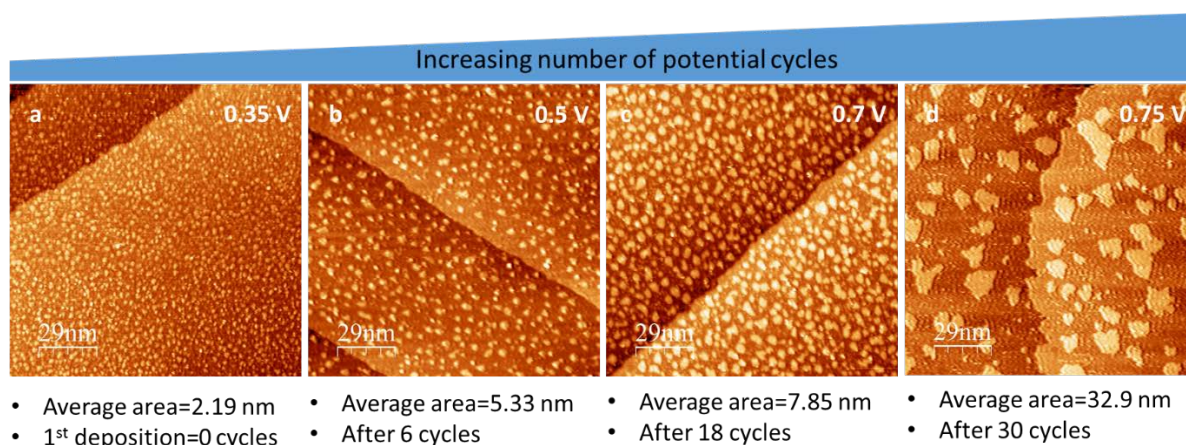 Increasing number of potential cycles
a 0.35 V
b 0.5 V
c 0.7 V
d 0.75 V
29nm
29nm
29nm
29nm
• Average area=2.19 nm
• 1st deposition=0 cycles
• Average area=5.33 nm
• After 6 cycles
• Average area=7.85 nm
• After 18 cycles
• Average area=32.9 nm
• After 30 cycles